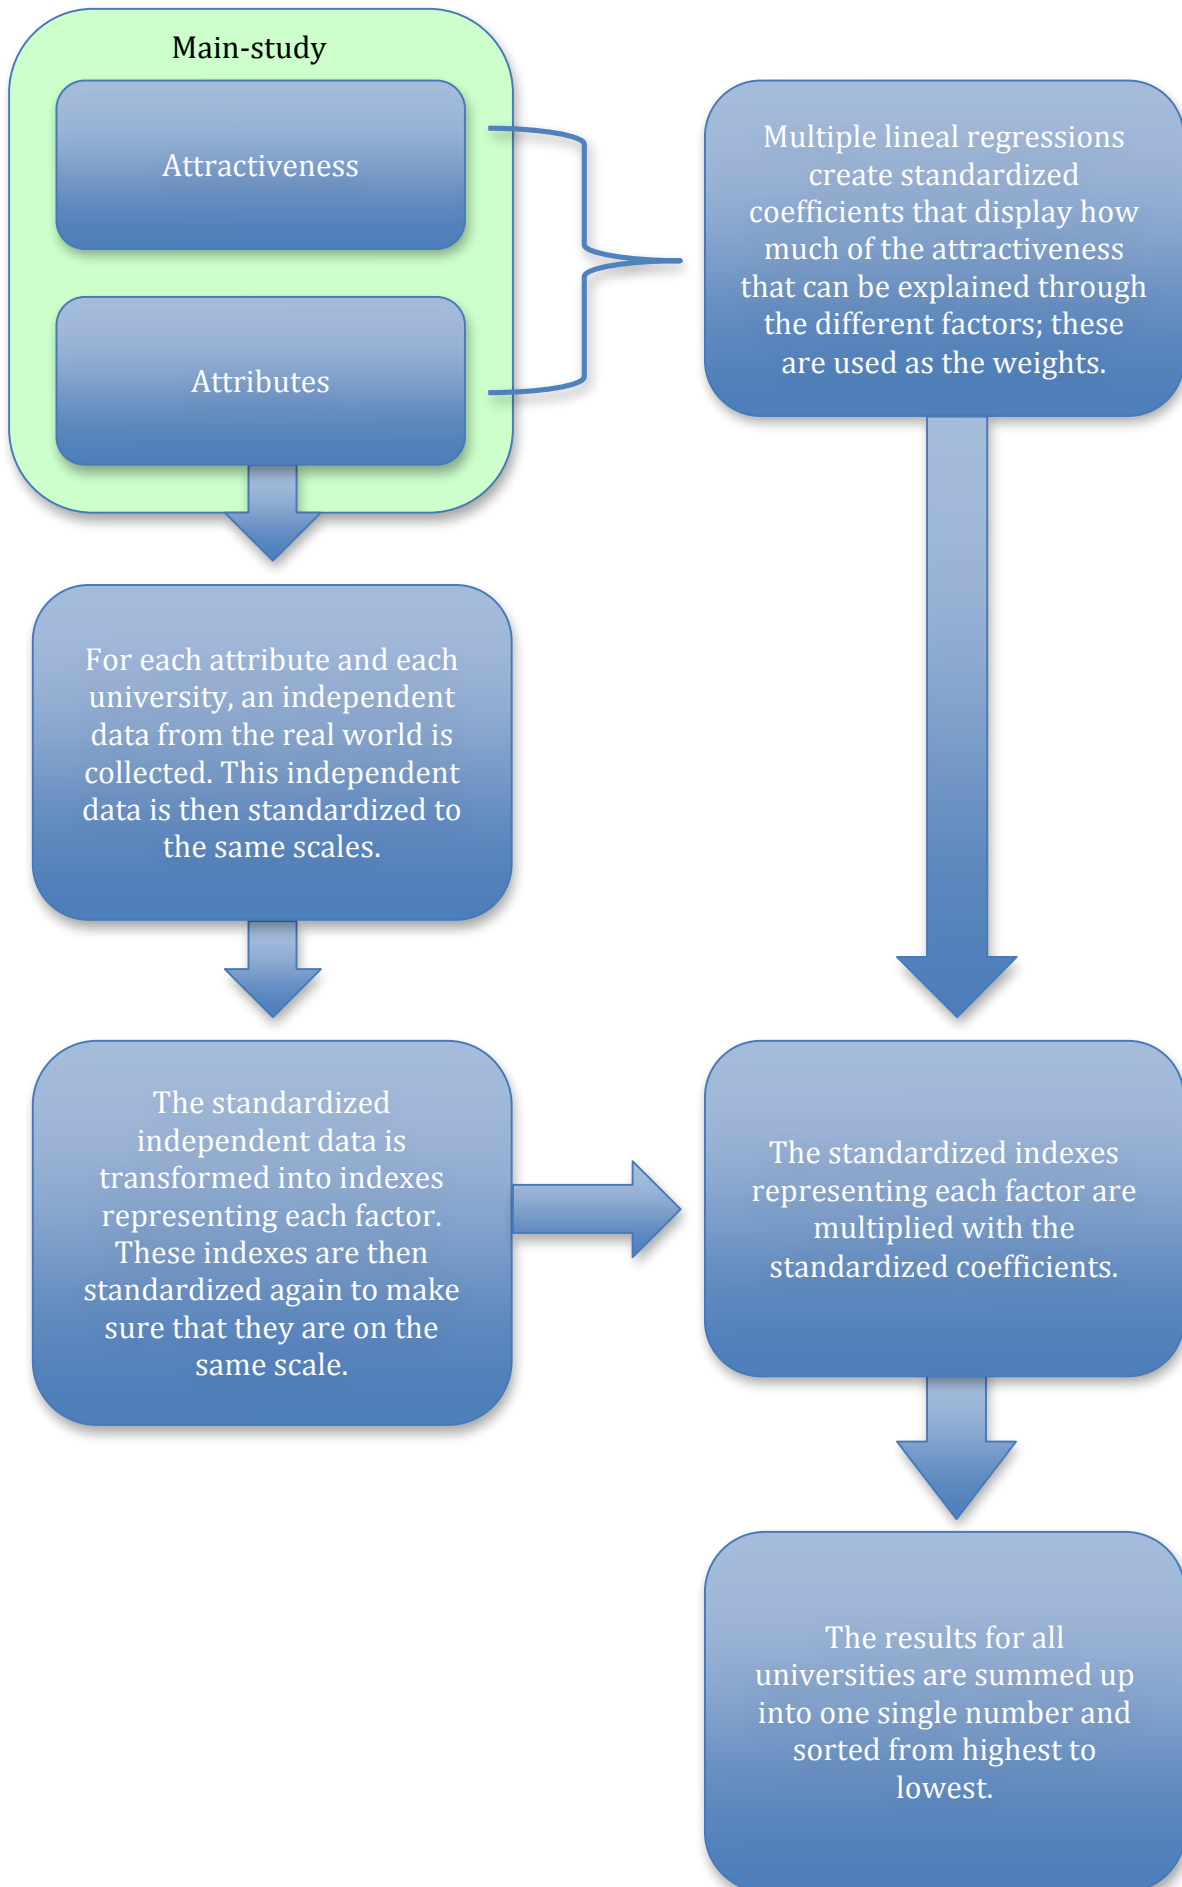 Main-study
Attractiveness
Attributes
Multiple lineal regressions
create standardized
coefficients that display how
much of the attractiveness
that can be explained through
the different factors; these
are used as the weights.
For each attribute and each
university, an independent
data from the real world is
collected. This independent
data is then standardized to
the same scales.
The standardized
independent data is
transformed into indexes
representing each factor.
These indexes are then
standardized again to make
sure that they are on the
same scale.
The standardized indexes
representing each factor are
multiplied with the
standardized coefficients.
The results for all
universities are summed up
into one single number and
sorted from highest to
lowest.